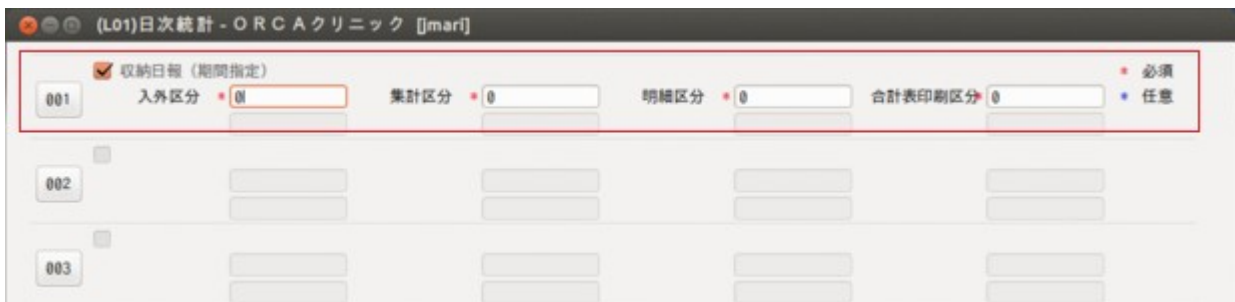 (L01)日次統計 - ＯＲＣＡクリニック [jmari]
収納日報（期間指定） * 必須
001 入外区分 * 0 集計区分 * 0 明細区分 * 0 合計表印刷区分 * 0 * 任意
002
003